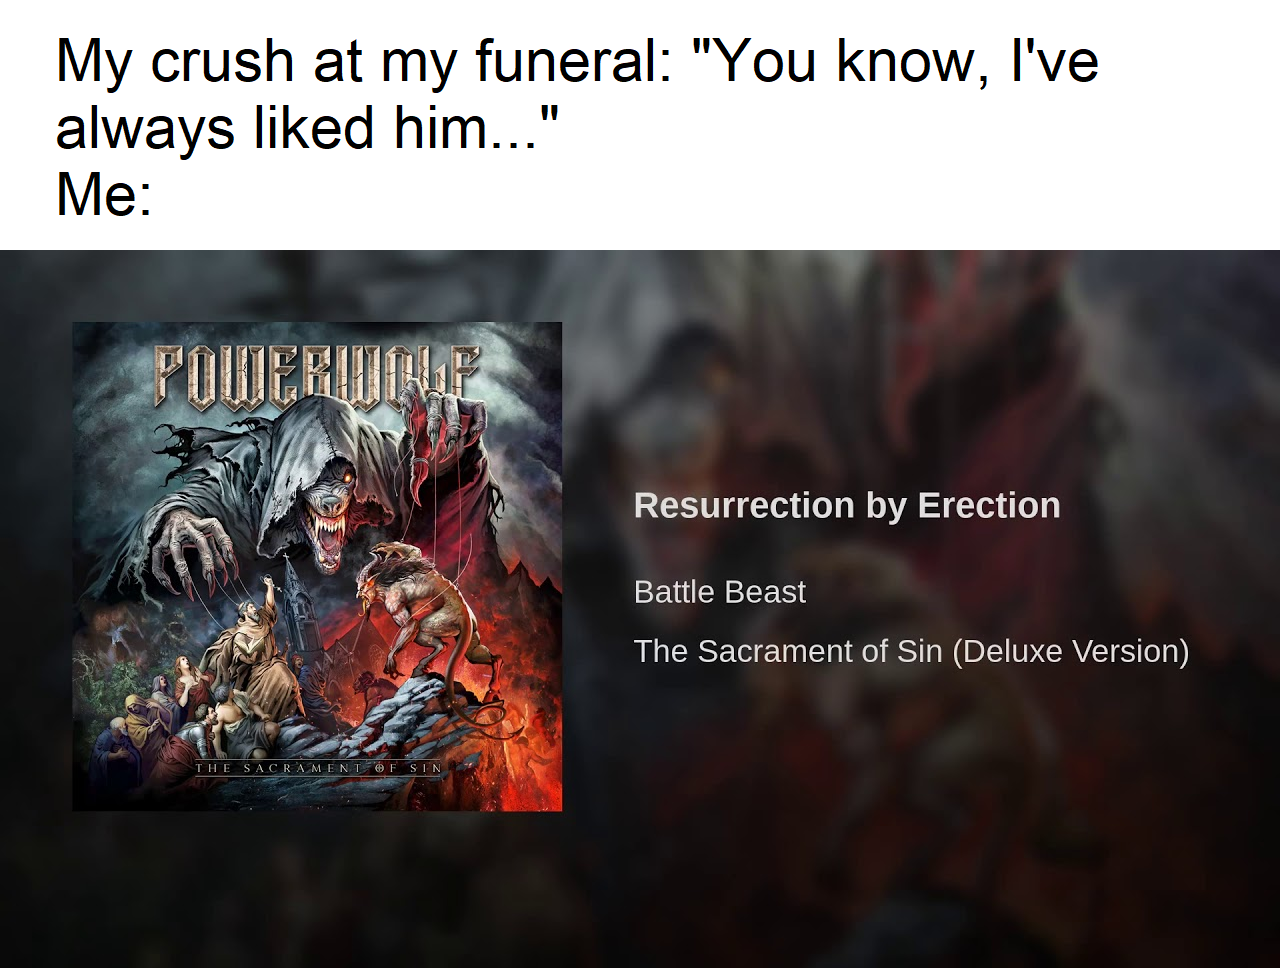 My crush at my funeral: "You know, I've
always liked him..."
Me:
POWERWOLF
THE SACRAMENT OF SIN
Resurrection by Erection
Battle Beast
The Sacrament of Sin (Deluxe Version)